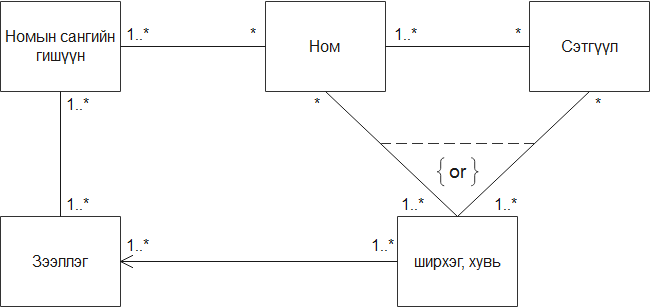 Номын сангийн
гишүүн
1..*
*
Ном
1..*
*
Сэтгүүл
1..*
*
*
{ or }
1..*
1..*
1..*
Зээллэг
1..*
1..*
ширхэг, хувь